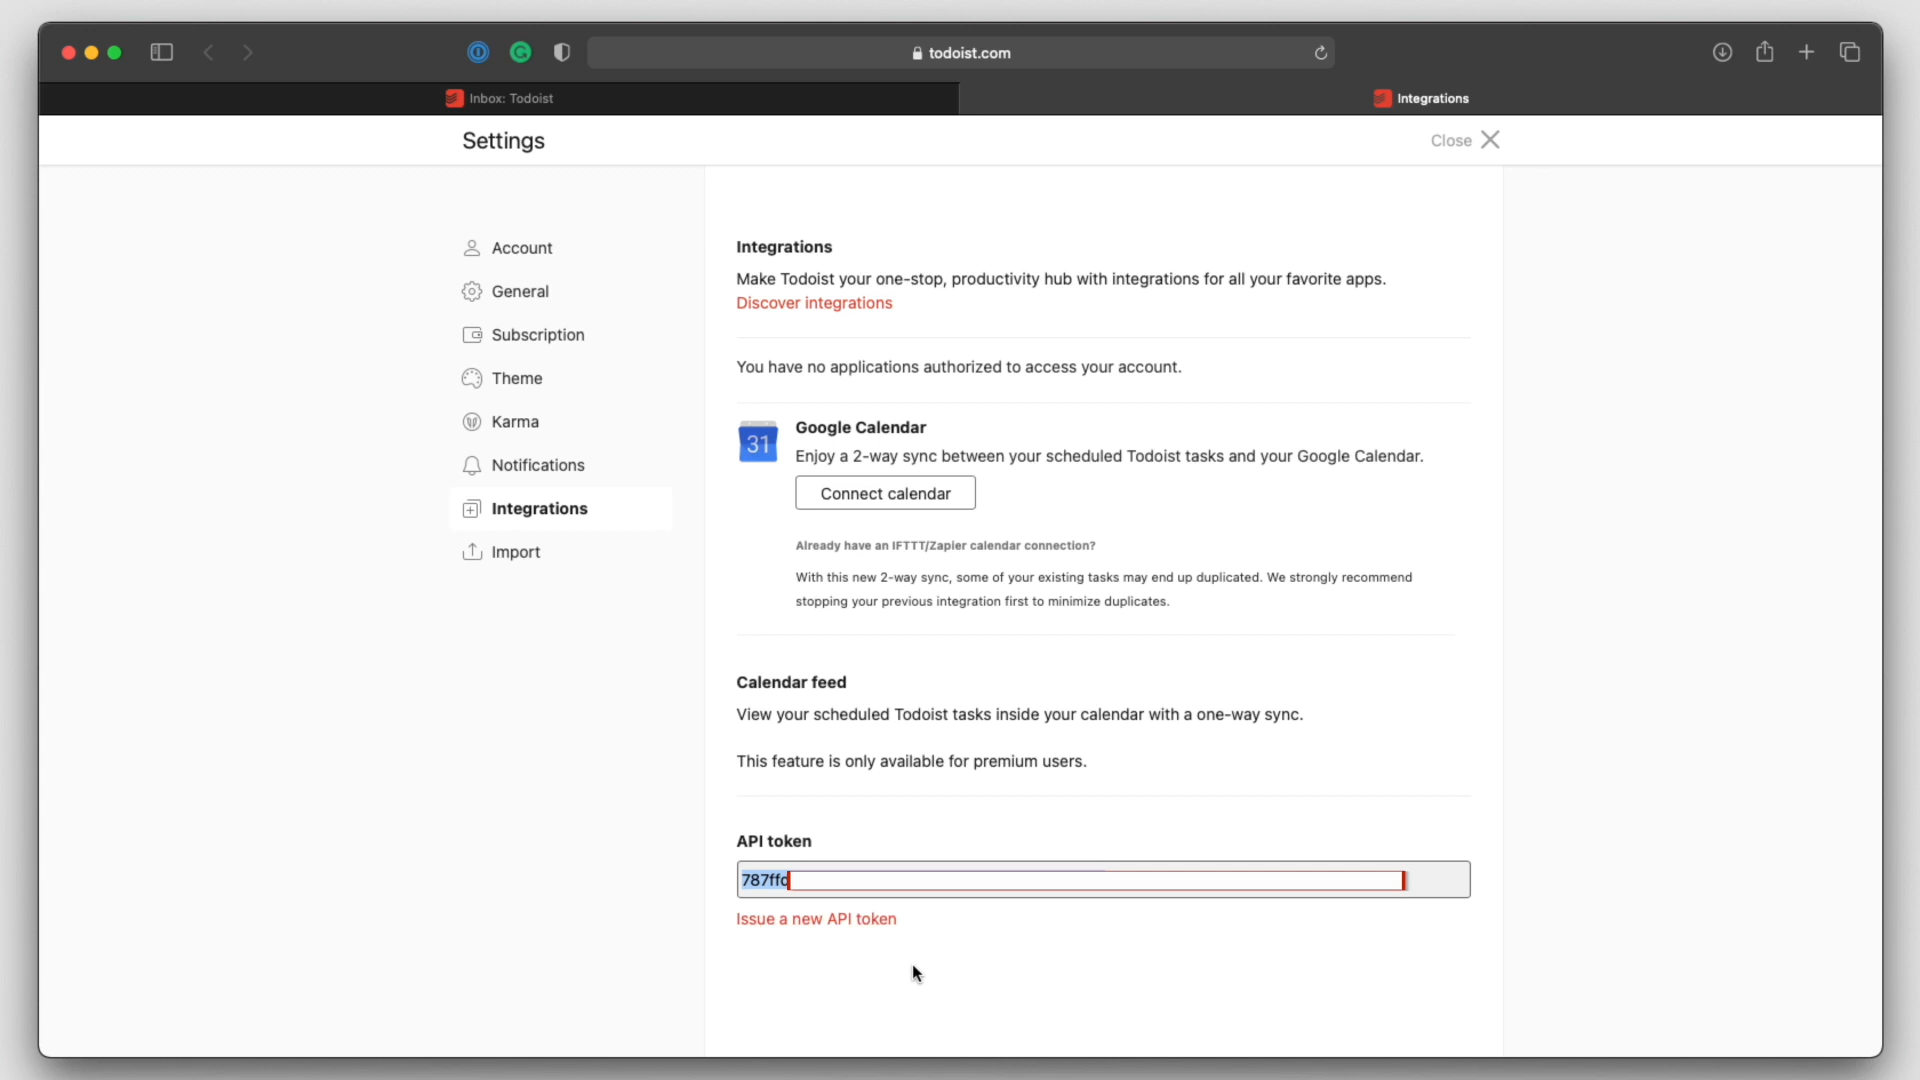 todoist.com
Inbox: Todoist
Integrations
Settings
Close
Account
General
Subscription
Theme
Karma
Notifications
Integrations
Import
Integrations
Make Todoist your one-stop, productivity hub with integrations for all your favorite apps.
Discover integrations
You have no applications authorized to access your account.
31
Google Calendar
Enjoy a 2-way sync between your scheduled Todoist tasks and your Google Calendar.
Connect calendar
Already have an IFTTT/Zapier calendar connection?
With this new 2-way sync, some of your existing tasks may end up duplicated. We strongly recommend
stopping your previous integration first to minimize duplicates.
Calendar feed
View your scheduled Todoist tasks inside your calendar with a one-way sync.
This feature is only available for premium users.
API token
Issue a new API token